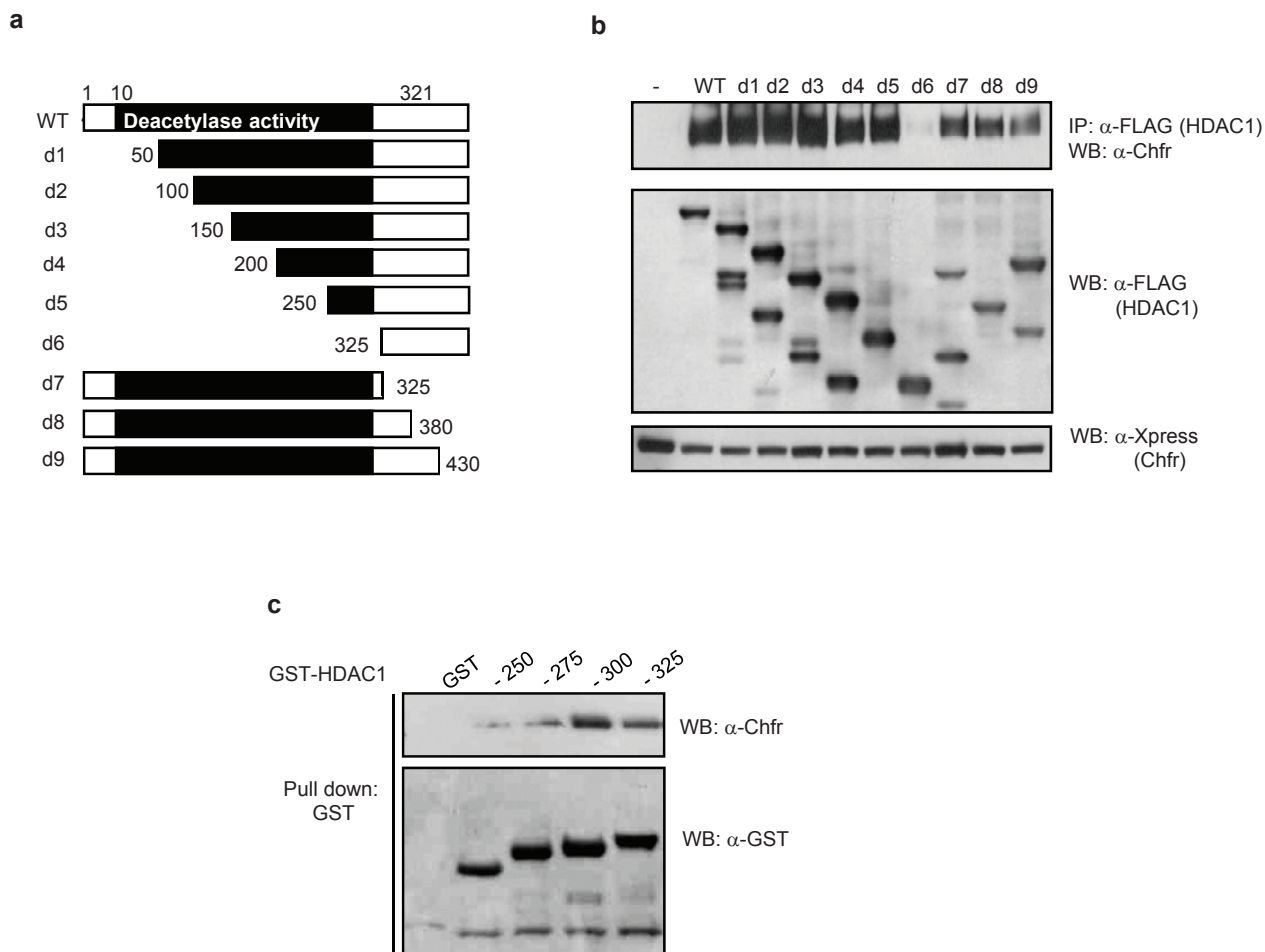 a
1 10 321
WT Deacetylase activity
d1 50
d2 100
d3 150
d4 200
d5 250
d6 325
d7 325
d8 380
d9 430
b
- WT d1 d2 d3 d4 d5 d6 d7 d8 d9
IP: α-FLAG (HDAC1)
WB: α-Chfr
WB: α-FLAG
(HDAC1)
WB: α-Xpress
(Chfr)
c
GST-HDAC1 GST - 250 - 275 - 300 - 325
WB: α-Chfr
Pull down:
GST
WB: α-GST